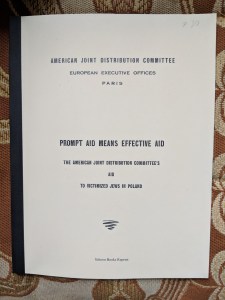 AMERICAN JOINT DISTRIBUTION COMMITTEE
EUROPEAN EXECUTIVE OFFICES
PARIS
PROMPT AID MEANS EFFECTIVE AID
THE AMERICAN JOINT DISTRIBUTION COMMITTEE'S
AID
TO VICTIMIZED JEWS IN POLAND